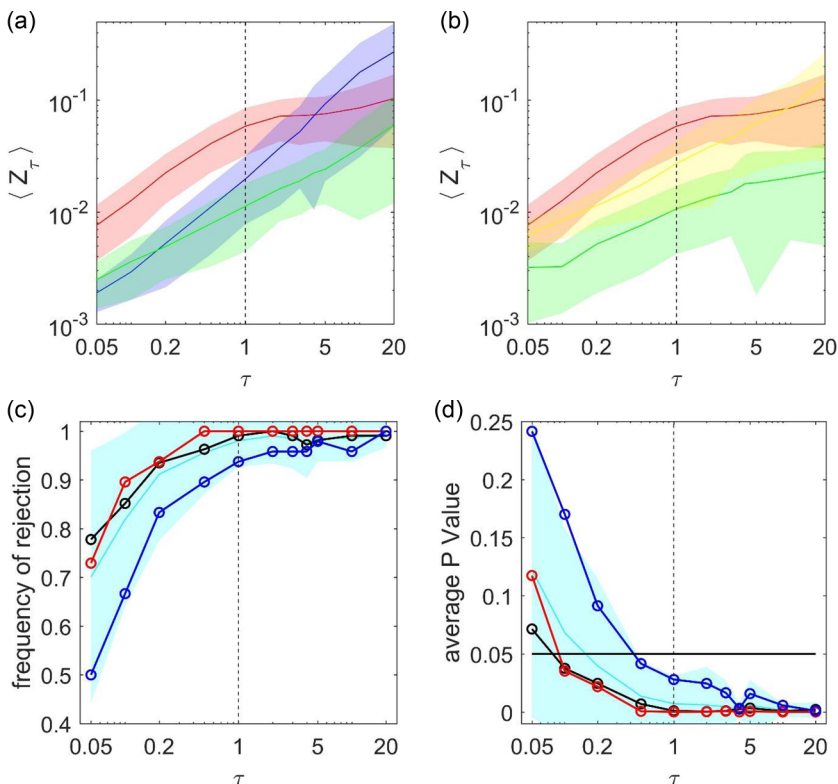 (a)
10⁻¹
10⁻²
10⁻³
⟨ Z_τ ⟩
0.05 0.2 1 5 20
τ
(b)
10⁻¹
10⁻²
10⁻³
⟨ Z_τ ⟩
0.05 0.2 1 5 20
τ
(c)
1
0.9
0.8
0.7
0.6
0.5
0.4
frequency of rejection
0.05 0.2 1 5 20
τ
(d)
0.25
0.2
0.15
0.1
0.05
0
average P Value
0.05 0.2 1 5 20
τ